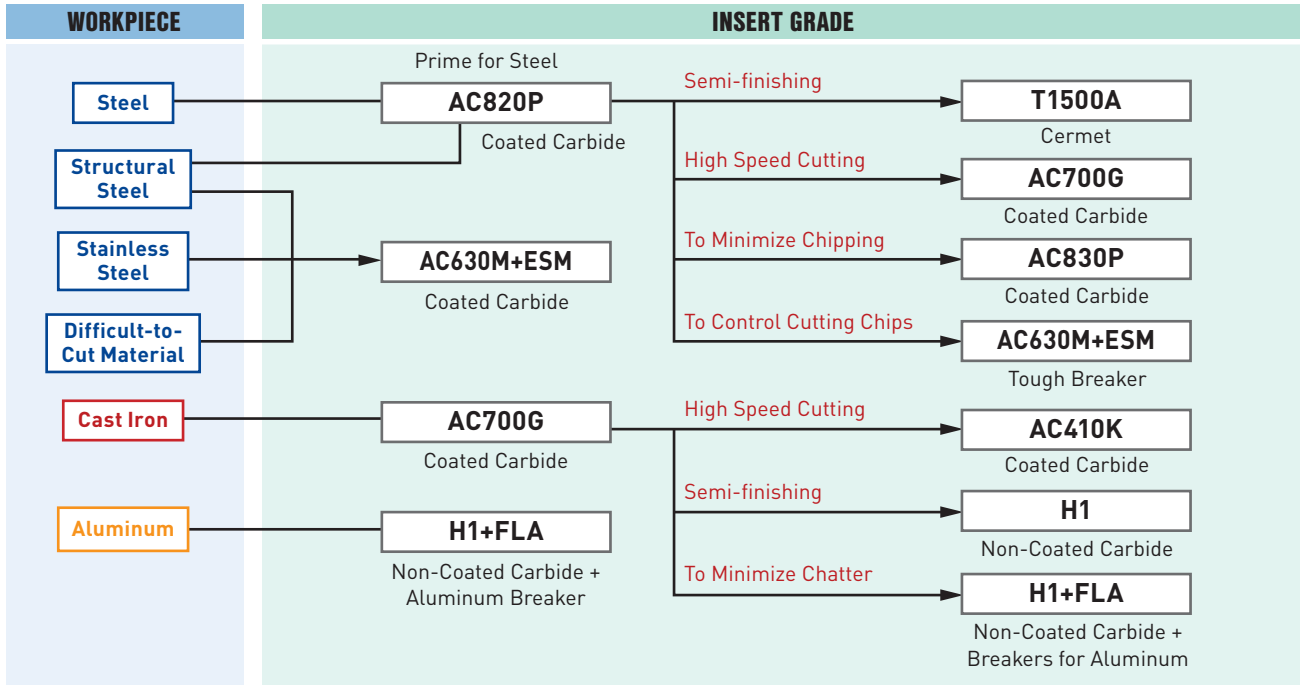 WORKPIECE
INSERT GRADE
Prime for Steel
Steel
AC820P
Coated Carbide
Semi-finishing
T1500A
Cermet
Structural
Steel
High Speed Cutting
AC700G
Coated Carbide
Stainless
Steel
AC630M+ESM
Coated Carbide
To Minimize Chipping
AC830P
Coated Carbide
Difficult-to-
Cut Material
To Control Cutting Chips
AC630M+ESM
Tough Breaker
Cast Iron
AC700G
Coated Carbide
High Speed Cutting
AC410K
Coated Carbide
Semi-finishing
H1
Non-Coated Carbide
Aluminum
H1+FLA
Non-Coated Carbide +
Aluminum Breaker
To Minimize Chatter
H1+FLA
Non-Coated Carbide +
Breakers for Aluminum